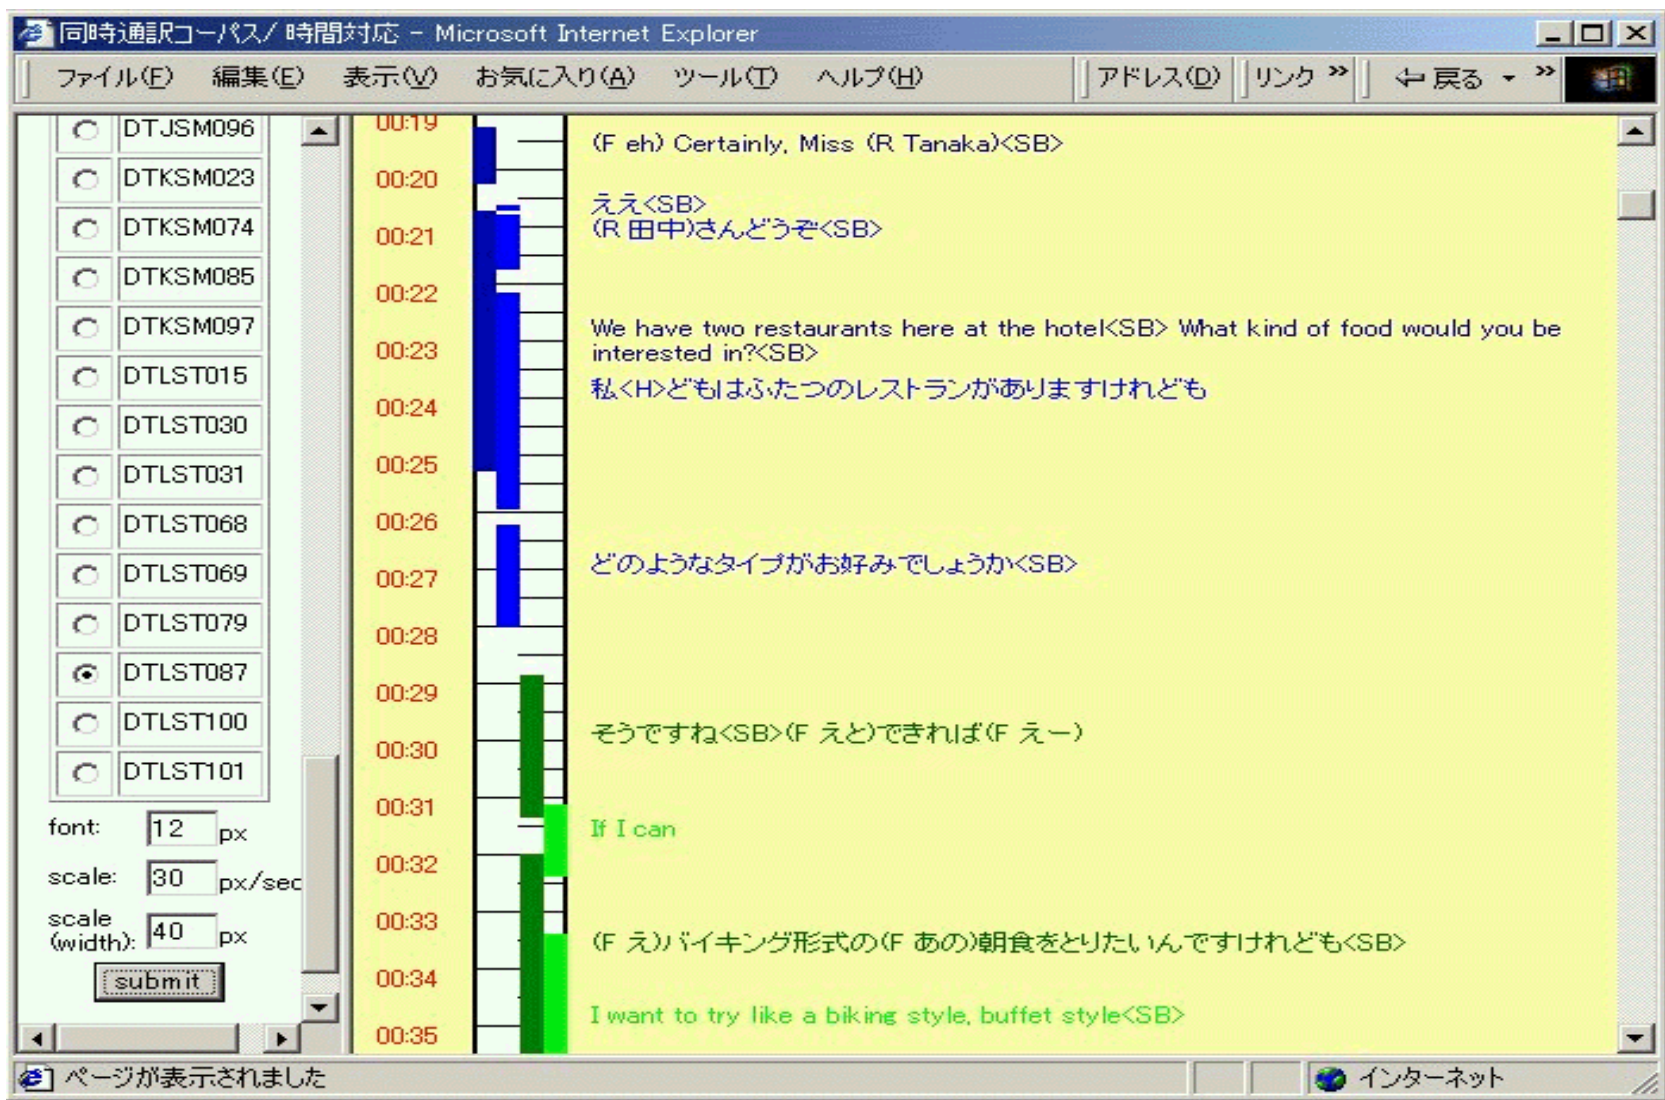 同時通訳コーパス/ 時間対応 - Microsoft Internet Explorer
ファイル(F) 編集(E) 表示(V) お気に入り(A) ツール(T) ヘルプ(H) アドレス(D) リンク » 戻る »
DTJSM096
DTKSM023
DTKSM074
DTKSM085
DTKSM097
DTLST015
DTLST030
DTLST031
DTLST068
DTLST069
DTLST079
DTLST087
DTLST100
DTLST101
font: 12 px
scale: 30 px/sec
scale
(width): 40 px
submit
00:19
(F eh) Certainly, Miss (R Tanaka)<SB>
00:20
ええ<SB>
(R 田中)さんどうぞ<SB>
00:21
00:22
We have two restaurants here at the hotel<SB> What kind of food would you be
interested in?<SB>
00:23
私<H>どもはふたつのレストランがありますけれども
00:24
00:25
00:26
どのようなタイプがお好みでしょうか<SB>
00:27
00:28
00:29
そうですね<SB>(F えと)できれば(F えー)
00:30
00:31
If I can
00:32
00:33
(F え)バイキング形式の(F あの)朝食をとりたいんですけれども<SB>
00:34
I want to try like a biking style, buffet style<SB>
00:35
ページが表示されました
インターネット